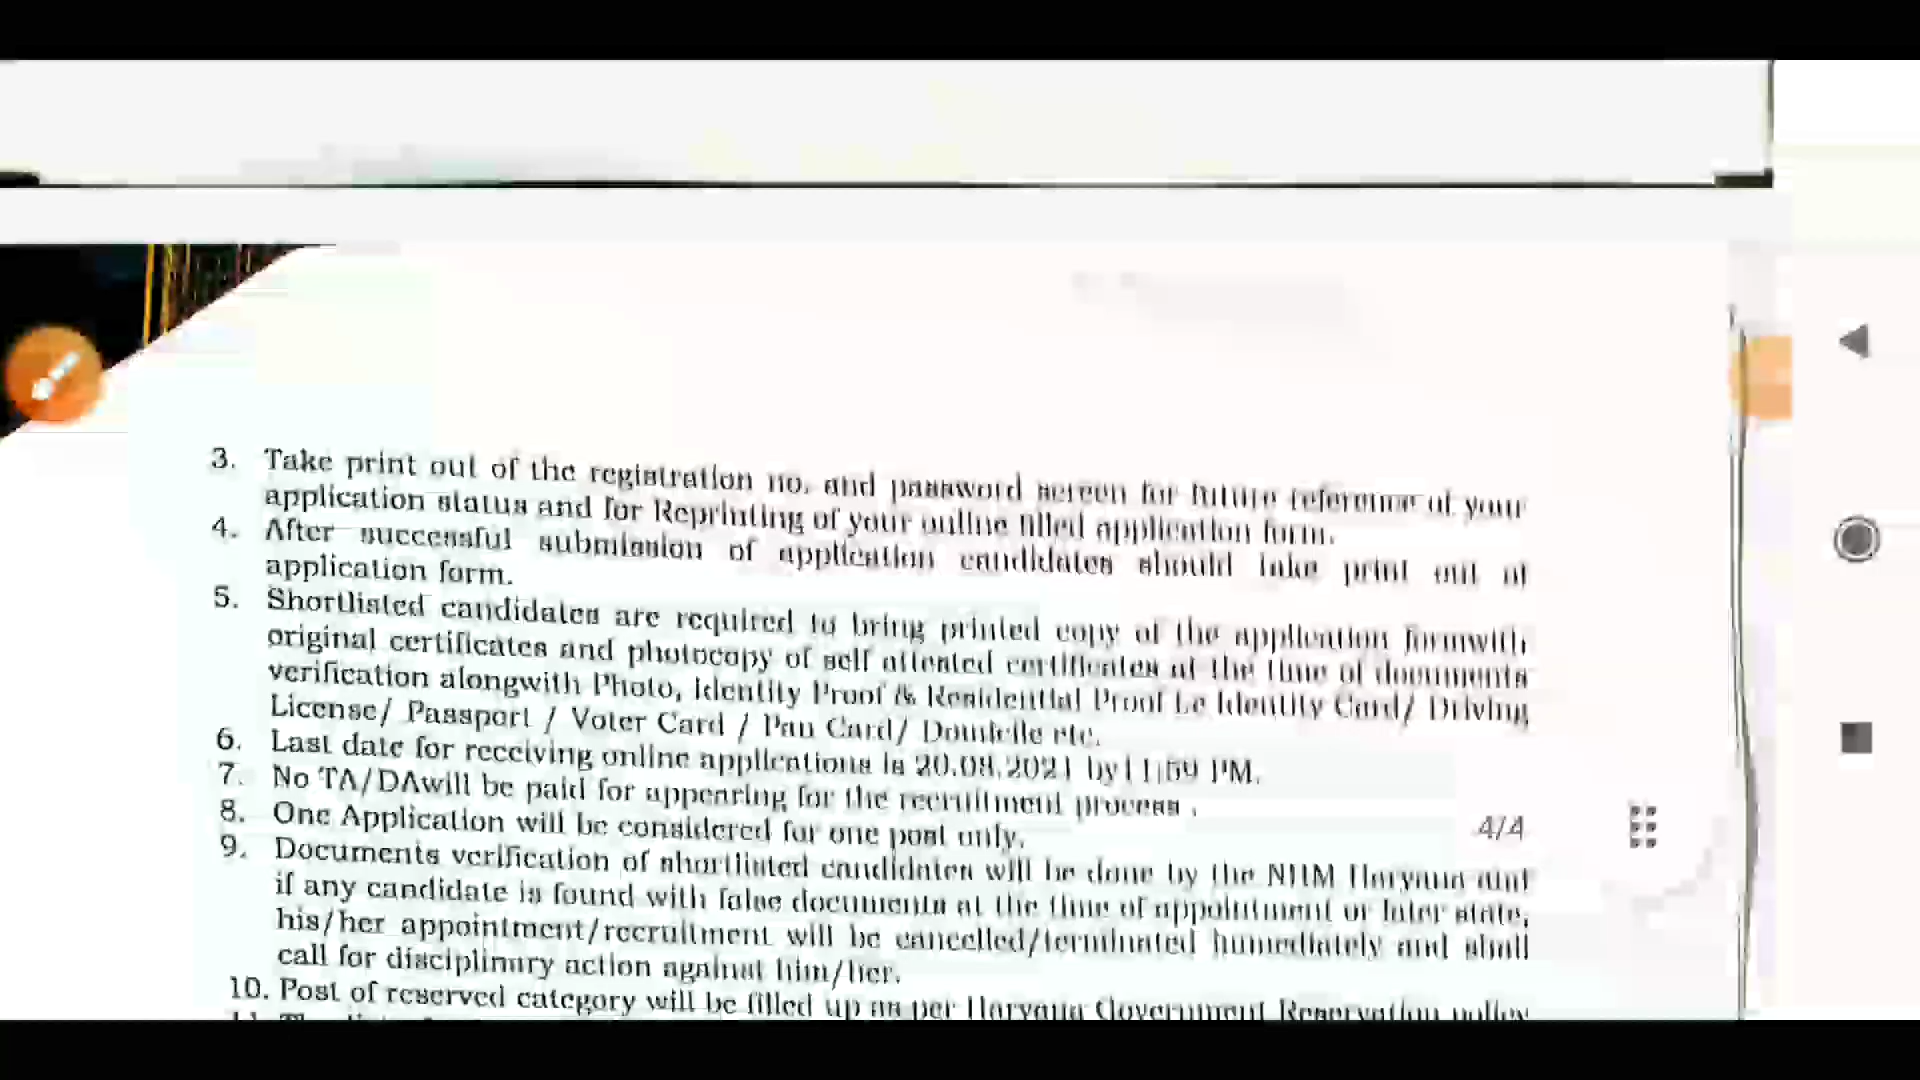 3. Take print out of the registration no. and password screen for future reference of your
application status and for Reprinting of your online filled application form.
4. After successful submission of application candidates should take print out of
application form.
5. Shortlisted candidates are required to bring printed copy of the application formwith
original certificates and photocopy of self attested certificates at the time of documents
verification alongwith Photo, Identity Proof & Residential Proof i.e Identity Card/ Driving
License/ Passport / Voter Card / Pan Card/ Domicile etc.
6. Last date for receiving online applications is 20.08.2021 by 11:59 PM.
7. No TA/DAwill be paid for appearing for the recruitment process .
8. One Application will be considered for one post only.
4/4
9. Documents verification of shortlisted candidates will be done by the NHM Haryana and
if any candidate is found with false documents at the time of appointment or later state,
his/her appointment/recruitment will be cancelled/terminated immediately and shall
call for disciplinary action against him/her.
10. Post of reserved category will be filled up as per Haryana Government Reservation policy
11.